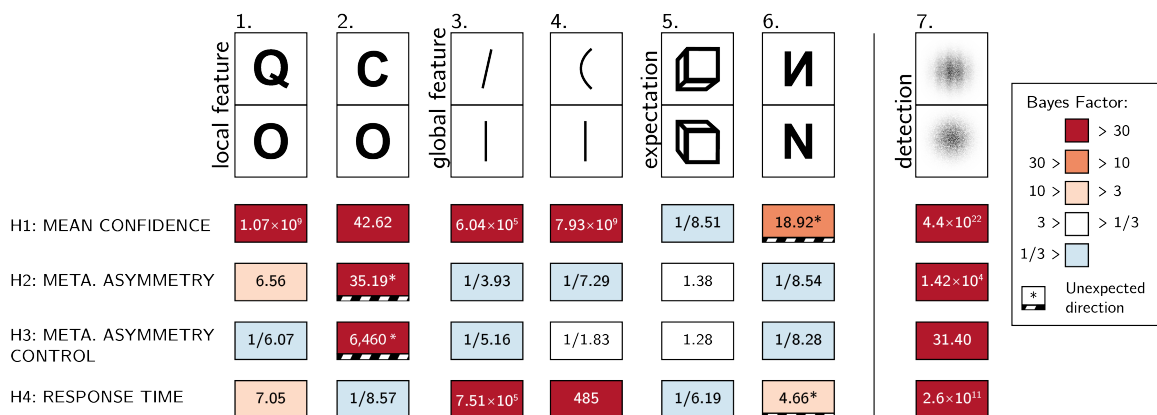 1. 2. 3. 4. 5. 6. 7.
local feature
global feature
expectation
detection
Q C И
O O N
Bayes Factor:
> 30
30 > > 10
10 > > 3
3 > > 1/3
1/3 >
* Unexpected
direction
H1: MEAN CONFIDENCE 1.07×10⁹ 42.62 6.04×10⁵ 7.93×10⁹ 1/8.51 18.92* 4.4×10²²
H2: META. ASYMMETRY 6.56 35.19* 1/3.93 1/7.29 1.38 1/8.54 1.42×10⁴
H3: META. ASYMMETRY
CONTROL 1/6.07 6,460 * 1/5.16 1/1.83 1.28 1/8.28 31.40
H4: RESPONSE TIME 7.05 1/8.57 7.51×10⁵ 485 1/6.19 4.66* 2.6×10¹¹